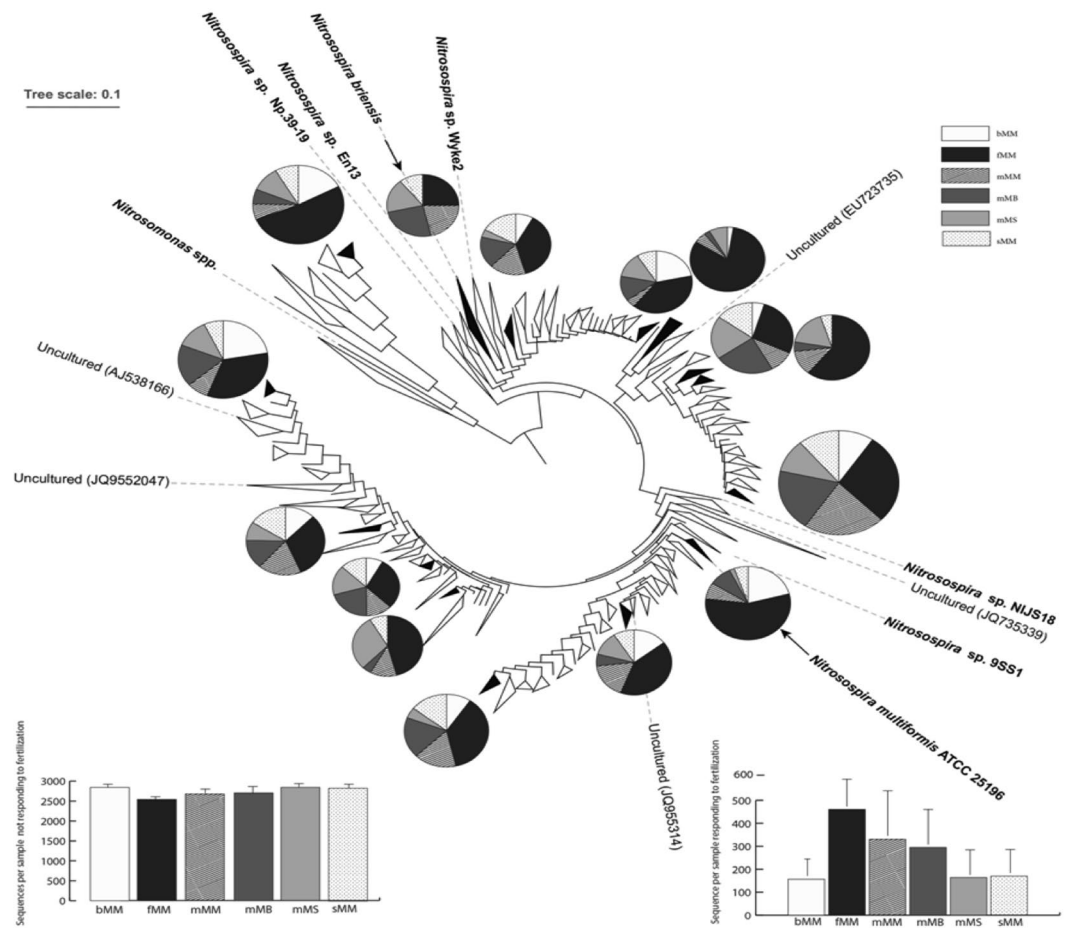 Tree scale: 0.1
Nitrosospira sp. Np.39-19
Nitrosospira sp. En13
Nitrosospira briensis
Nitrosospira sp. Wyke2
Nitrosomonas spp.
Uncultured (EU723735)
bMM
fMM
mMM
mMB
mMS
sMM
Uncultured (AJ538166)
Uncultured (JQ9552047)
Nitrosospira sp. NIJS18
Uncultured (JQ735339)
Nitrosospira sp. 9SS1
Nitrosospira multiformis ATCC 25196
Uncultured (JQ955314)
Sequences per sample not responding to fertilization
3000
2500
2000
1500
1000
500
0
bMM fMM mMM mMB mMS sMM
Sequence per sample responding to fertilization
600
500
400
300
200
100
0
bMM fMM mMM mMB mMS sMM